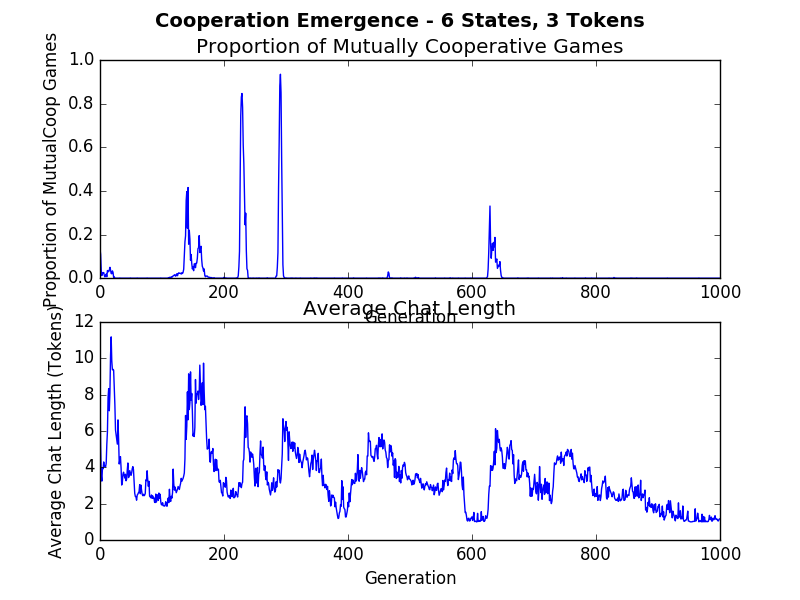 Cooperation Emergence - 6 States, 3 Tokens
Proportion of Mutually Cooperative Games
Proportion of MutualCoop Games
1.0
0.8
0.6
0.4
0.2
0.0
0 200 400 600 800 1000
Generation
Average Chat Length
Average Chat Length (Tokens)
12
10
8
6
4
2
0
0 200 400 600 800 1000
Generation